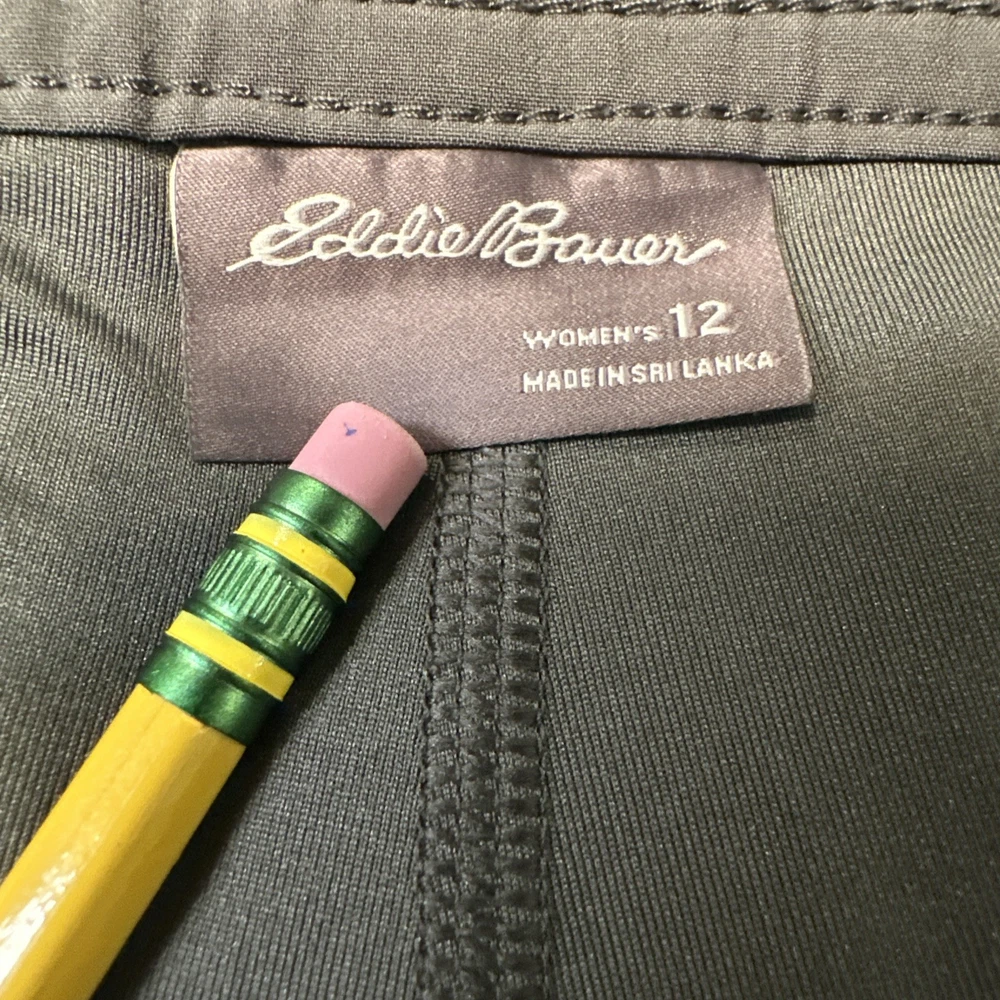 Eddie Bauer
WOMEN'S 12
MADE IN SRI LANKA